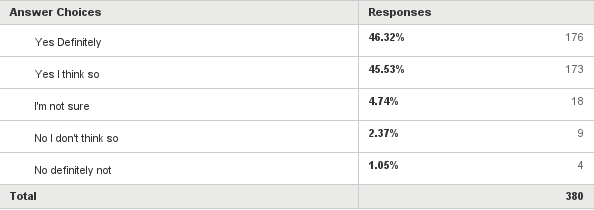 Answer Choices Responses
Yes Definitely 46.32% 176
Yes I think so 45.53% 173
I'm not sure 4.74% 18
No I don't think so 2.37% 9
No definitely not 1.05% 4
Total 380